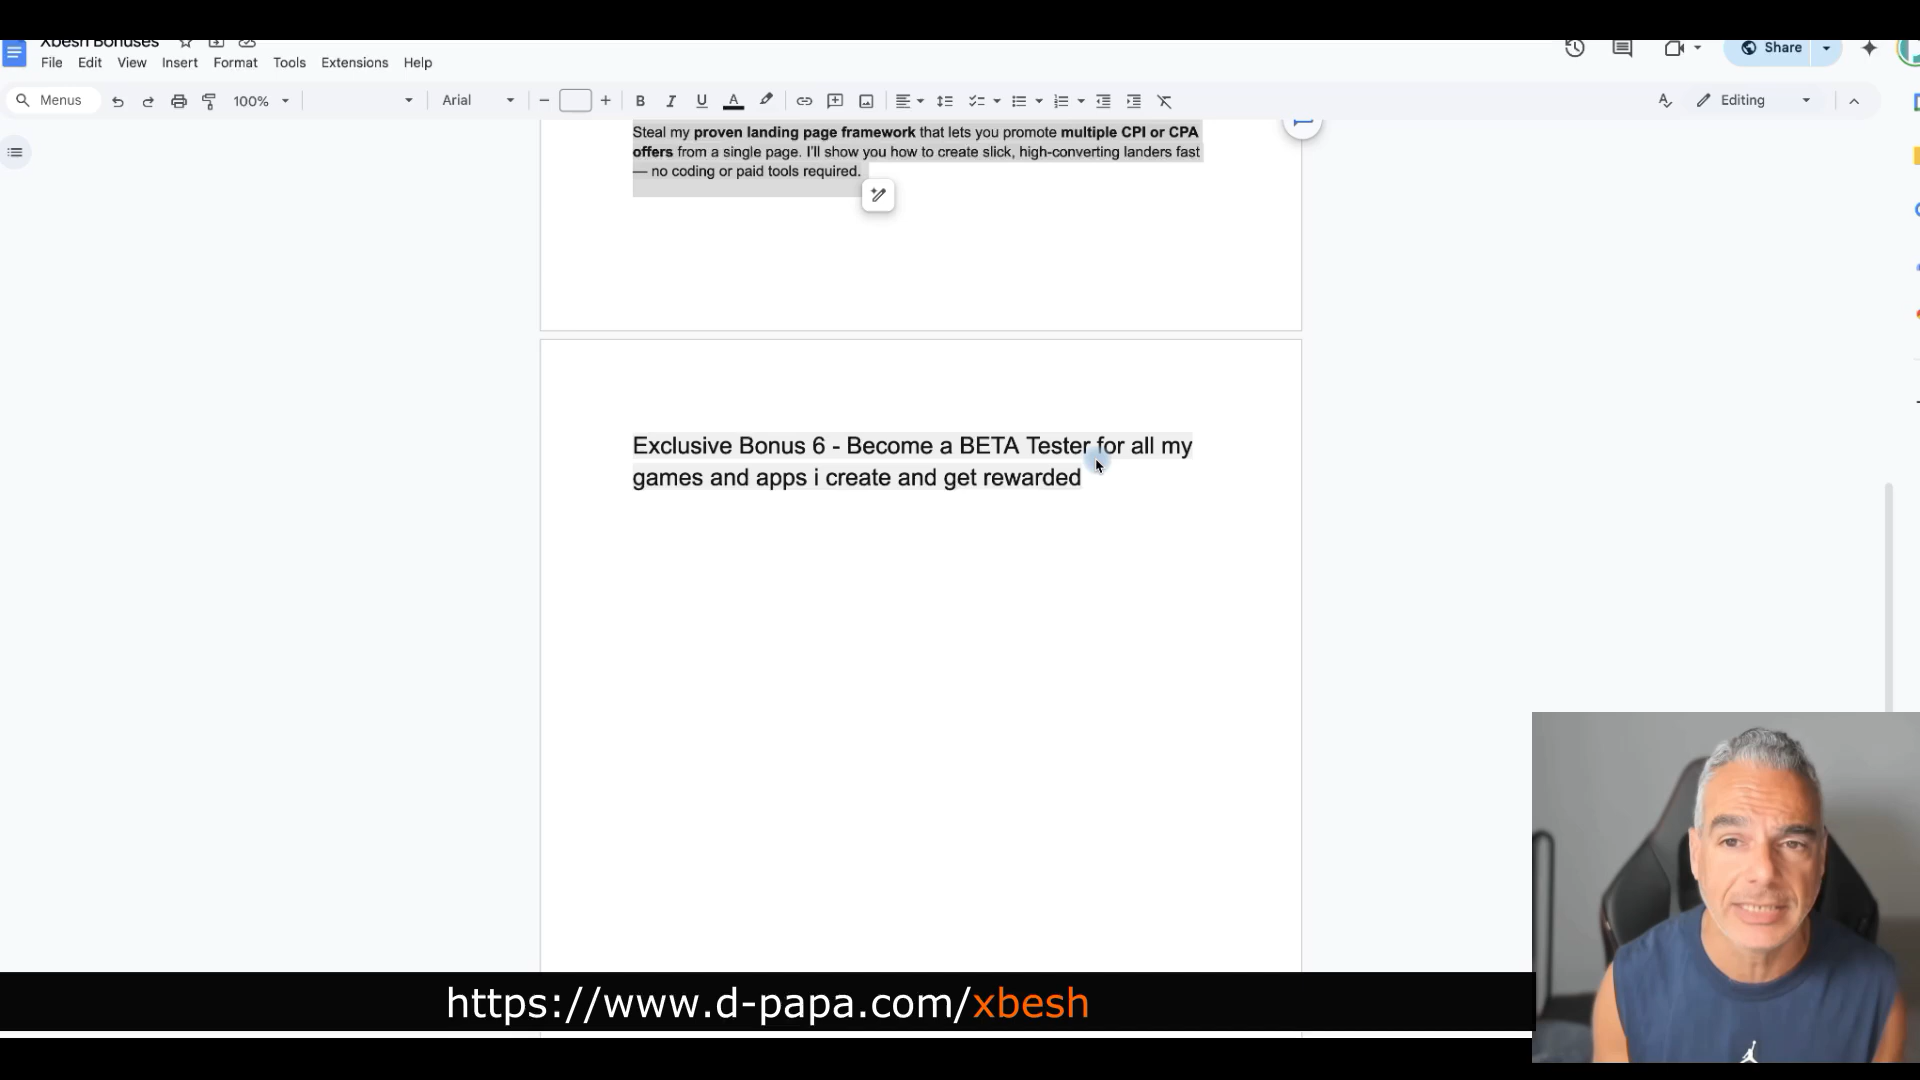 Xbesh Bonuses
File Edit View Insert Format Tools Extensions Help
Share
Menus 100% Arial Editing
Steal my proven landing page framework that lets you promote multiple CPI or CPA
offers from a single page. I'll show you how to create slick, high-converting landers fast
— no coding or paid tools required.
Exclusive Bonus 6 - Become a BETA Tester for all my
games and apps i create and get rewarded
https://www.d-papa.com/xbesh